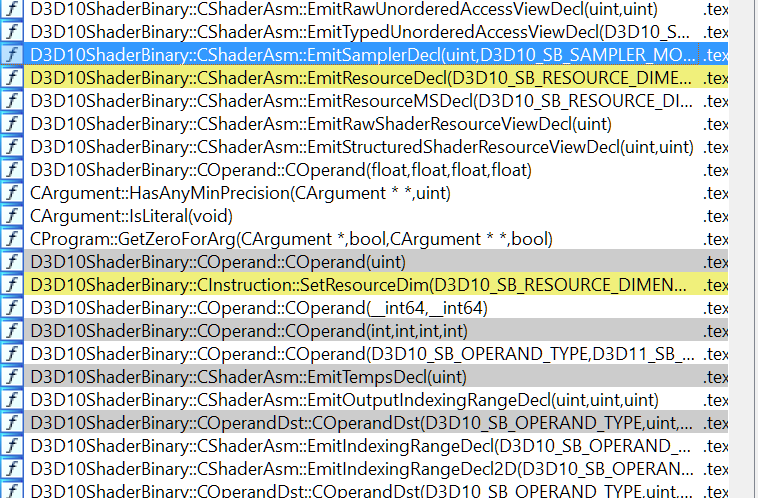 f D3D10ShaderBinary::CShaderAsm::EmitRawUnorderedAccessViewDecl(uint,uint) .tex
f D3D10ShaderBinary::CShaderAsm::EmitTypedUnorderedAccessViewDecl(D3D10_S... .tex
f D3D10ShaderBinary::CShaderAsm::EmitSamplerDecl(uint,D3D10_SB_SAMPLER_MO... .tex
f D3D10ShaderBinary::CShaderAsm::EmitResourceDecl(D3D10_SB_RESOURCE_DIME... .tex
f D3D10ShaderBinary::CShaderAsm::EmitResourceMSDecl(D3D10_SB_RESOURCE_DI... .tex
f D3D10ShaderBinary::CShaderAsm::EmitRawShaderResourceViewDecl(uint) .tex
f D3D10ShaderBinary::CShaderAsm::EmitStructuredShaderResourceViewDecl(uint,uint) .tex
f D3D10ShaderBinary::COperand::COperand(float,float,float,float) .tex
f CArgument::HasAnyMinPrecision(CArgument * *,uint) .tex
f CArgument::IsLiteral(void) .tex
f CProgram::GetZeroForArg(CArgument *,bool,CArgument * *,bool) .tex
f D3D10ShaderBinary::COperand::COperand(uint) .tex
f D3D10ShaderBinary::CInstruction::SetResourceDim(D3D10_SB_RESOURCE_DIMEN... .tex
f D3D10ShaderBinary::COperand::COperand(__int64,__int64) .tex
f D3D10ShaderBinary::COperand::COperand(int,int,int,int) .tex
f D3D10ShaderBinary::COperand::COperand(D3D10_SB_OPERAND_TYPE,D3D11_SB_... .tex
f D3D10ShaderBinary::CShaderAsm::EmitTempsDecl(uint) .tex
f D3D10ShaderBinary::CShaderAsm::EmitOutputIndexingRangeDecl(uint,uint,uint) .tex
f D3D10ShaderBinary::COperandDst::COperandDst(D3D10_SB_OPERAND_TYPE,uint,... .tex
f D3D10ShaderBinary::CShaderAsm::EmitIndexingRangeDecl(D3D10_SB_OPERAND_... .tex
f D3D10ShaderBinary::CShaderAsm::EmitIndexingRangeDecl2D(D3D10_SB_OPERAN... .tex
f D3D10ShaderBinary::COperandDst::COperandDst(D3D10_SB_OPERAND_TYPE,uint,... .tex